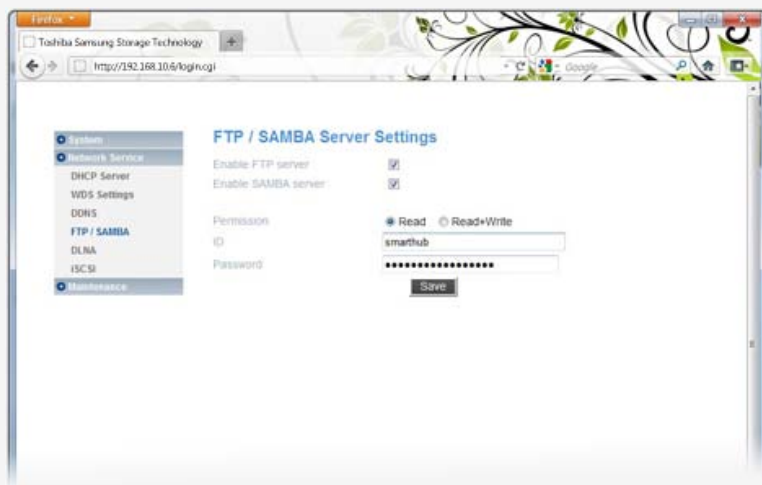 Firefox
Toshiba Samsung Storage Technology
http://192.168.10.6/login.cgi
Google
System
Network Service
DHCP Server
WDS Settings
DDNS
FTP / SAMBA
DLNA
iSCSI
Maintenance
FTP / SAMBA Server Settings
Enable FTP server
Enable SAMBA server
Permission Read Read+Write
ID smarthub
Password •••••••••••••••••
Save